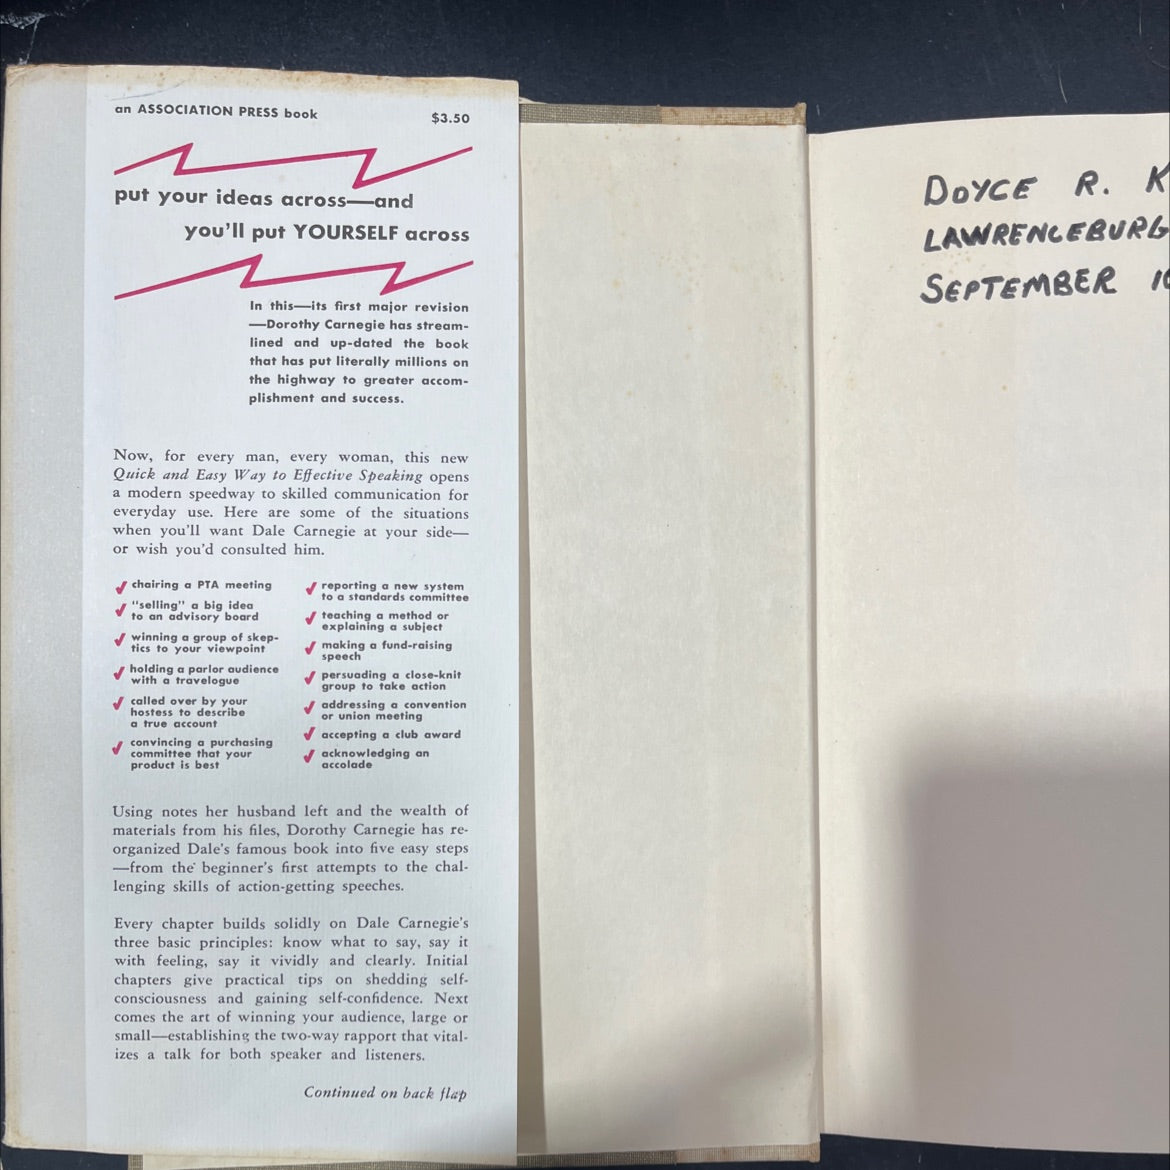 an ASSOCIATION PRESS book
$3.50
put your ideas across—and
you'll put YOURSELF across
In this—its first major revision
—Dorothy Carnegie has stream-
lined and up-dated the book
that has put literally millions on
the highway to greater accom-
plishment and success.
Now, for every man, every woman, this new
Quick and Easy Way to Effective Speaking opens
a modern speedway to skilled communication for
everyday use. Here are some of the situations
when you'll want Dale Carnegie at your side—
or wish you'd consulted him.
chairing a PTA meeting
"selling" a big idea
to an advisory board
winning a group of skep-
tics to your viewpoint
holding a parlor audience
with a travelogue
called over by your
hostess to describe
a true account
convincing a purchasing
committee that your
product is best
reporting a new system
to a standards committee
teaching a method or
explaining a subject
making a fund-raising
speech
persuading a close-knit
group to take action
addressing a convention
or union meeting
accepting a club award
acknowledging an
accolade
Using notes her husband left and the wealth of
materials from his files, Dorothy Carnegie has re-
organized Dale's famous book into five easy steps
—from the beginner's first attempts to the chal-
lenging skills of action-getting speeches.
Every chapter builds solidly on Dale Carnegie's
three basic principles: know what to say, say it
with feeling, say it vividly and clearly. Initial
chapters give practical tips on shedding self-
consciousness and gaining self-confidence. Next
comes the art of winning your audience, large or
small—establishing the two-way rapport that vital-
izes a talk for both speaker and listeners.
Continued on back flap
DOYCE R. K
LAWRENCEBURG
SEPTEMBER